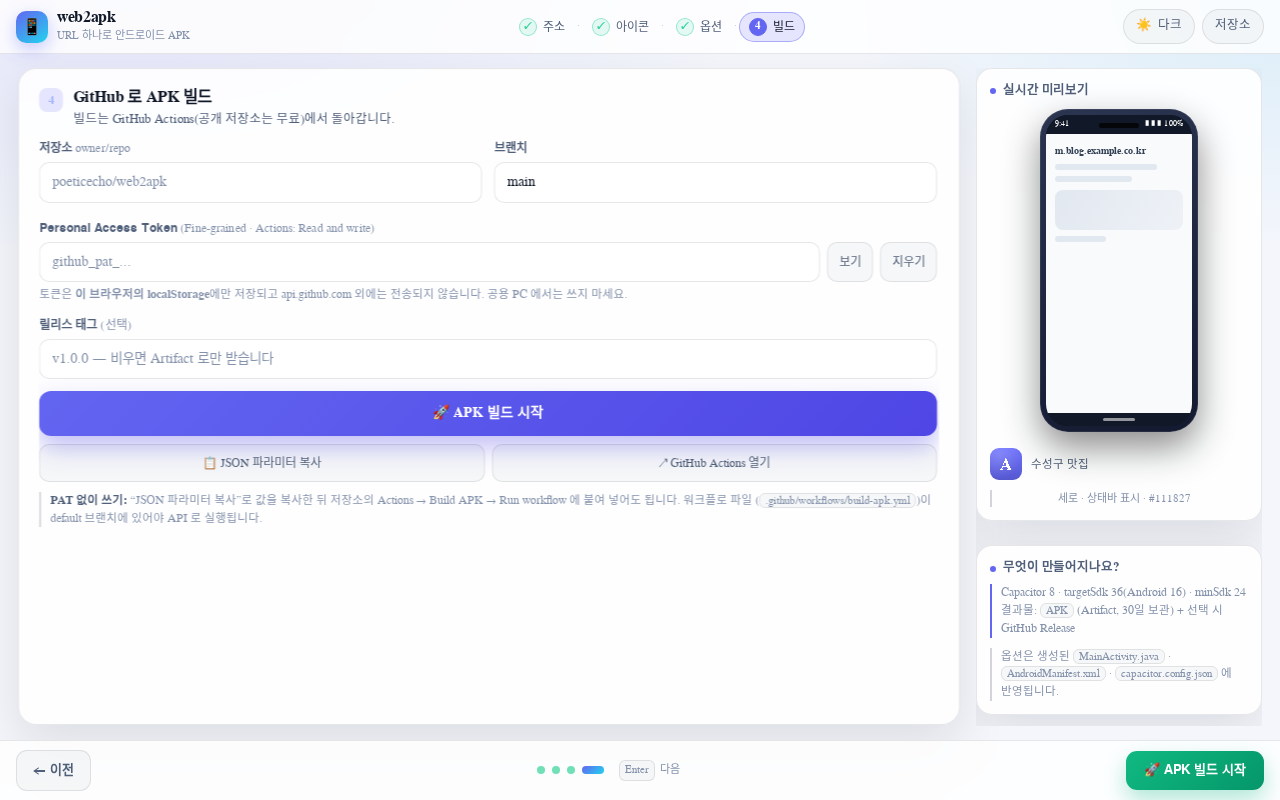 web2apk
URL 하나로 안드로이드 APK
✓ 주소 · ✓ 아이콘 · ✓ 옵션 · 4 빌드
☀️ 다크
저장소
4
GitHub 로 APK 빌드
빌드는 GitHub Actions(공개 저장소는 무료)에서 돌아갑니다.
저장소 owner/repo
poeticecho/web2apk
브랜치
main
Personal Access Token (Fine-grained · Actions: Read and write)
github_pat_...
보기
지우기
토큰은 이 브라우저의 localStorage에만 저장되고 api.github.com 외에는 전송되지 않습니다. 공용 PC 에서는 쓰지 마세요.
릴리스 태그 (선택)
v1.0.0 — 비우면 Artifact 로만 받습니다
🚀 APK 빌드 시작
📋 JSON 파라미터 복사
↗ GitHub Actions 열기
PAT 없이 쓰기: “JSON 파라미터 복사”로 값을 복사한 뒤 저장소의 Actions → Build APK → Run workflow 에 붙여 넣어도 됩니다. 워크플로 파일 ( .github/workflows/build-apk.yml )이
default 브랜치에 있어야 API 로 실행됩니다.
실시간 미리보기
9:41
100%
m.blog.example.co.kr
A
수성구 맛집
세로 · 상태바 표시 · #111827
무엇이 만들어지나요?
Capacitor 8 · targetSdk 36(Android 16) · minSdk 24
결과물: APK (Artifact, 30일 보관) + 선택 시
GitHub Release
옵션은 생성된 MainActivity.java ·
AndroidManifest.xml · capacitor.config.json 에
반영됩니다.
← 이전
Enter 다음
🚀 APK 빌드 시작